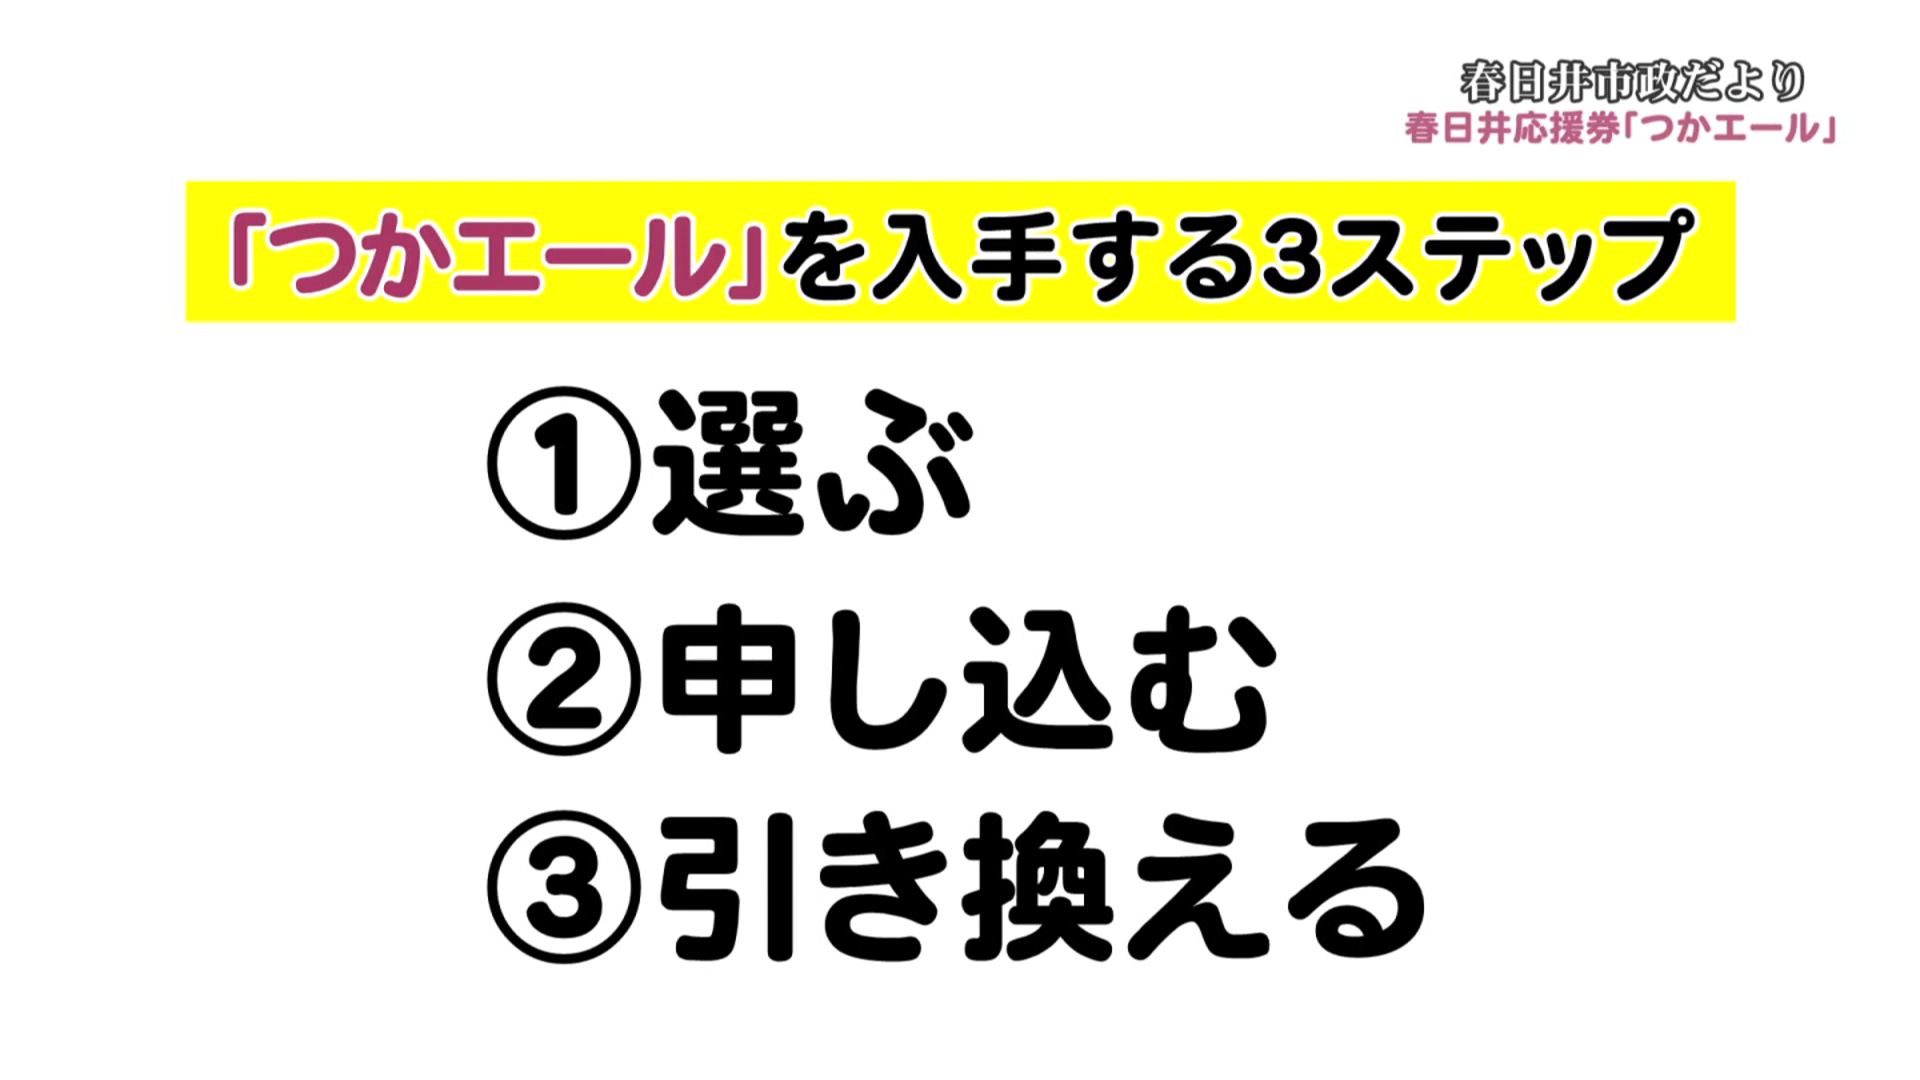 春日井市政だより
春日井応援券「つかエール」
「つかエール」を入手する3ステップ
①選ぶ
②申し込む
③引き換える